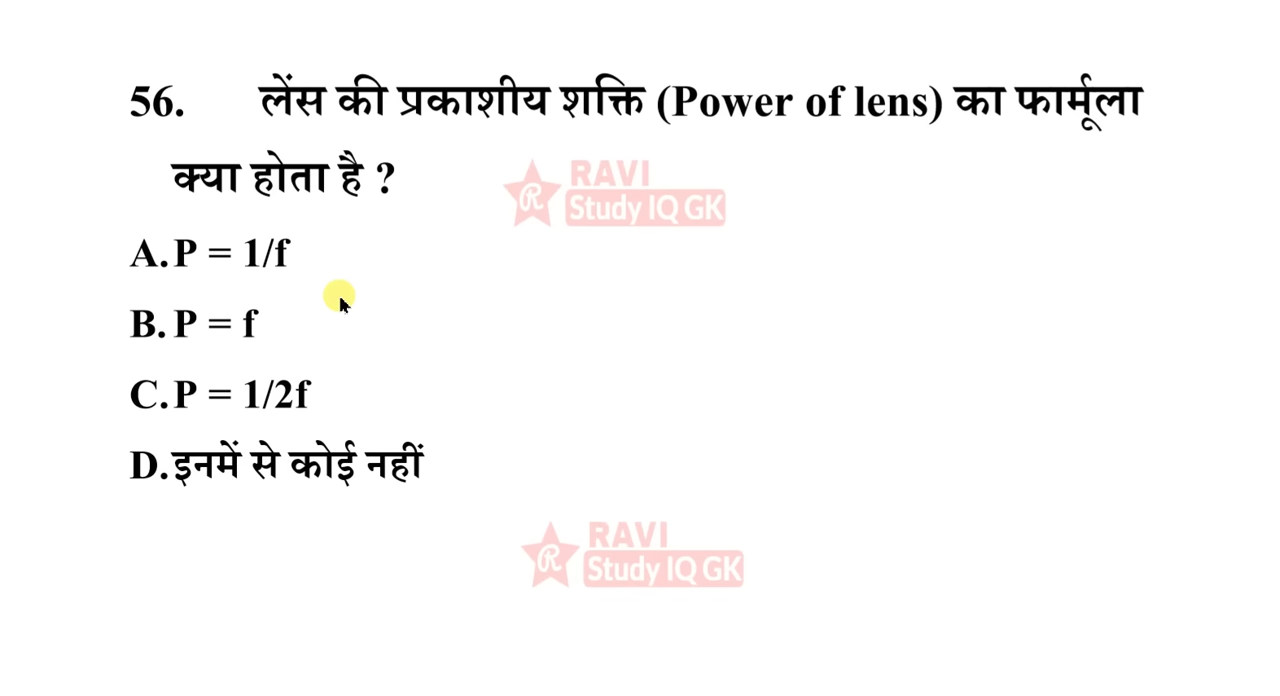 56. लेंस की प्रकाशीय शक्ति (Power of lens) का फार्मूला
क्या होता है ?
RAVI
Study IQ GK
A. P = 1/f
B. P = f
C. P = 1/2f
D. इनमें से कोई नहीं
RAVI
Study IQ GK